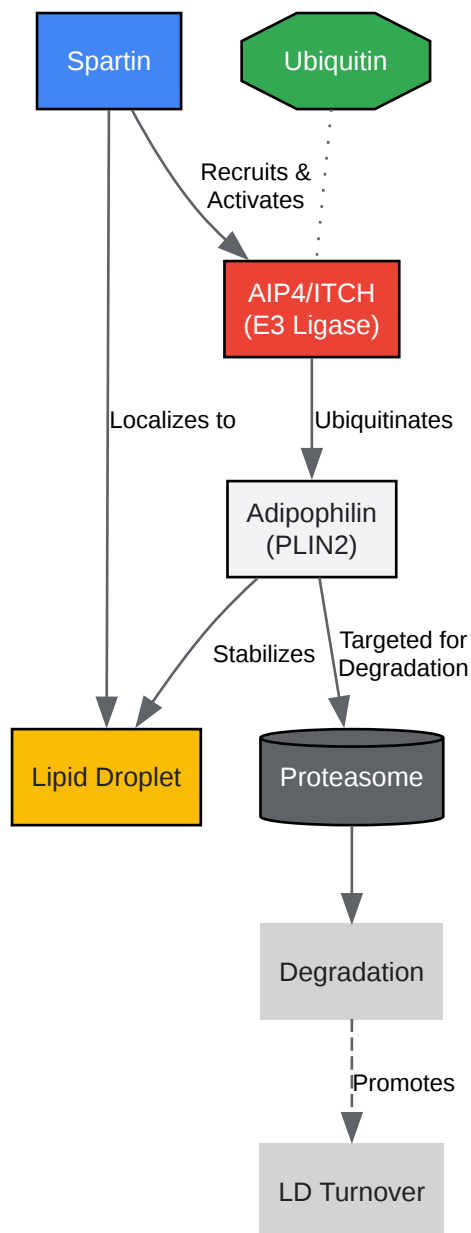 Spartin
Ubiquitin
Recruits &
Activates
AIP4/ITCH
(E3 Ligase)
Localizes to
Ubiquitinates
Adipophilin
(PLIN2)
Stabilizes
Targeted for
Degradation
Lipid Droplet
Proteasome
Degradation
Promotes
LD Turnover